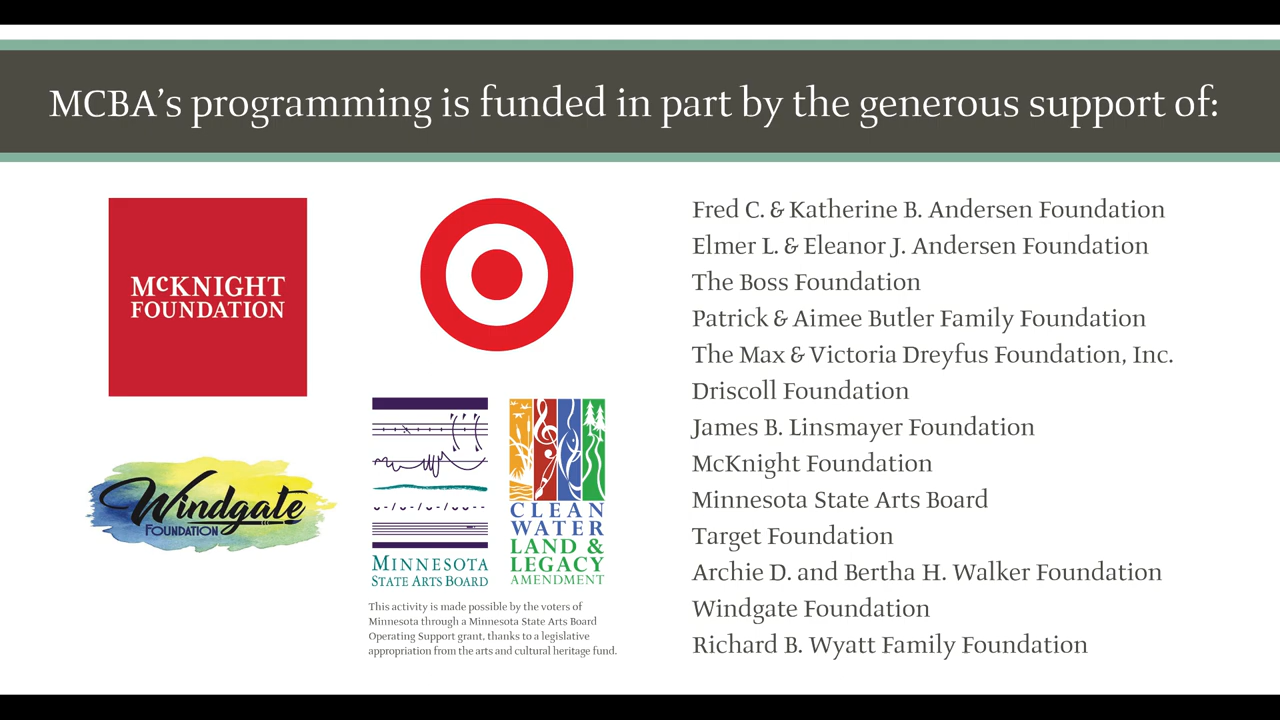 MCBA’s programming is funded in part by the generous support of:
McKNIGHT
FOUNDATION
Windgate
FOUNDATION
MINNESOTA
STATE ARTS BOARD
CLEAN
WATER
LAND &
LEGACY
AMENDMENT
This activity is made possible by the voters of
Minnesota through a Minnesota State Arts Board
Operating Support grant, thanks to a legislative
appropriation from the arts and cultural heritage fund.
Fred C. & Katherine B. Andersen Foundation
Elmer L. & Eleanor J. Andersen Foundation
The Boss Foundation
Patrick & Aimee Butler Family Foundation
The Max & Victoria Dreyfus Foundation, Inc.
Driscoll Foundation
James B. Linsmayer Foundation
McKnight Foundation
Minnesota State Arts Board
Target Foundation
Archie D. and Bertha H. Walker Foundation
Windgate Foundation
Richard B. Wyatt Family Foundation